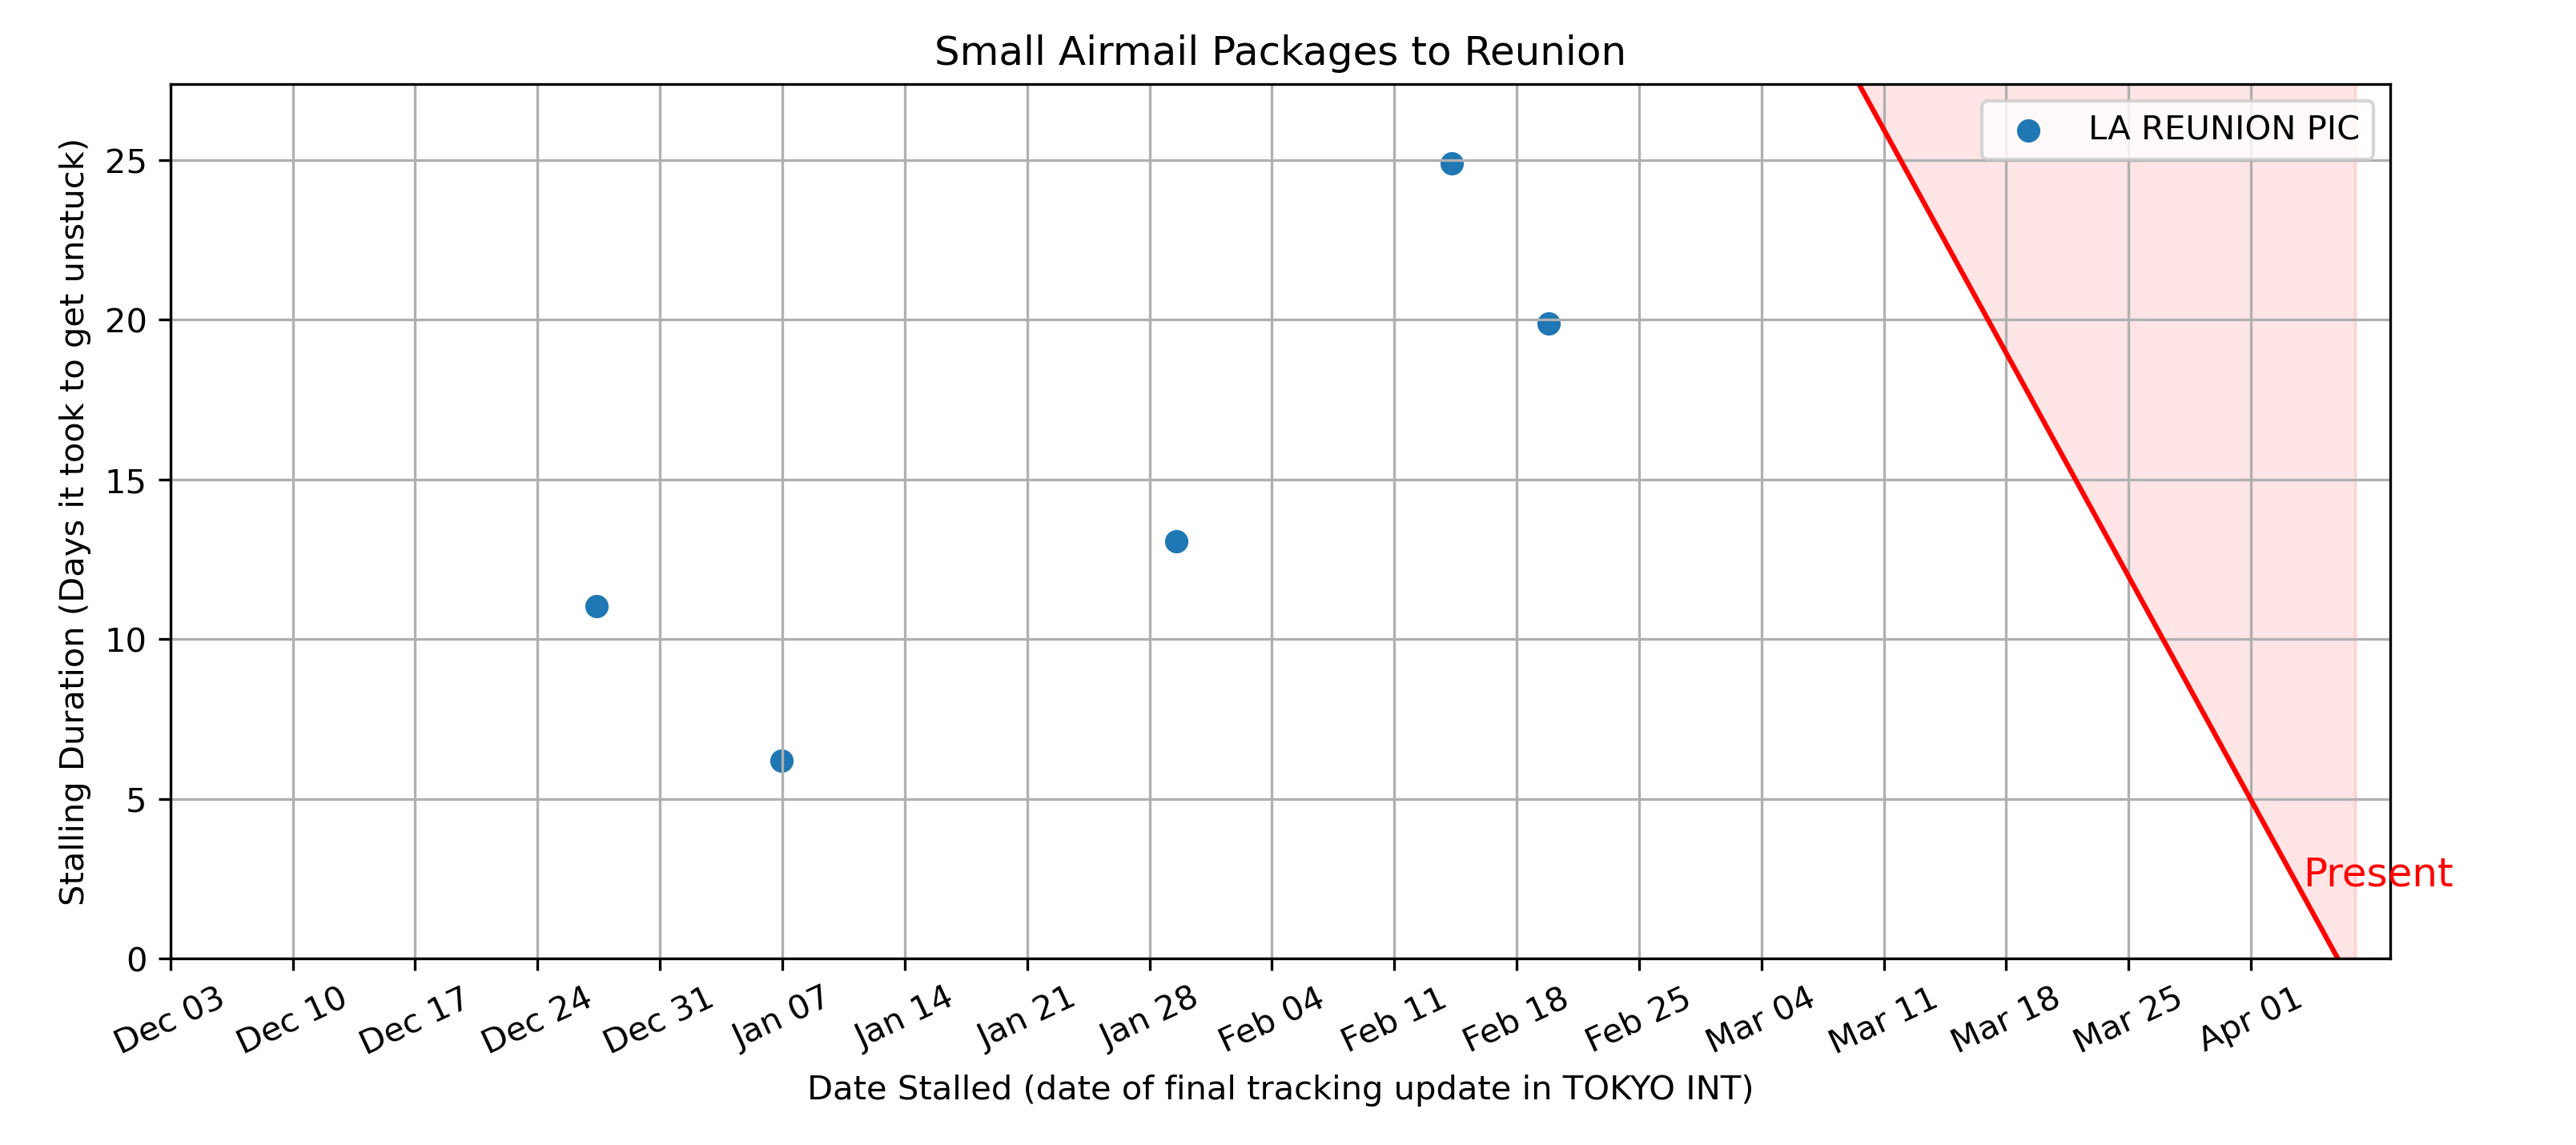 Small Airmail Packages to Reunion
LA REUNION PIC
Stalling Duration (Days it took to get unstuck)
25
20
15
10
5
0
Present
Dec 03 Dec 10 Dec 17 Dec 24 Dec 31 Jan 07 Jan 14 Jan 21 Jan 28 Feb 04 Feb 11 Feb 18 Feb 25 Mar 04 Mar 11 Mar 18 Mar 25 Apr 01
Date Stalled (date of final tracking update in TOKYO INT)